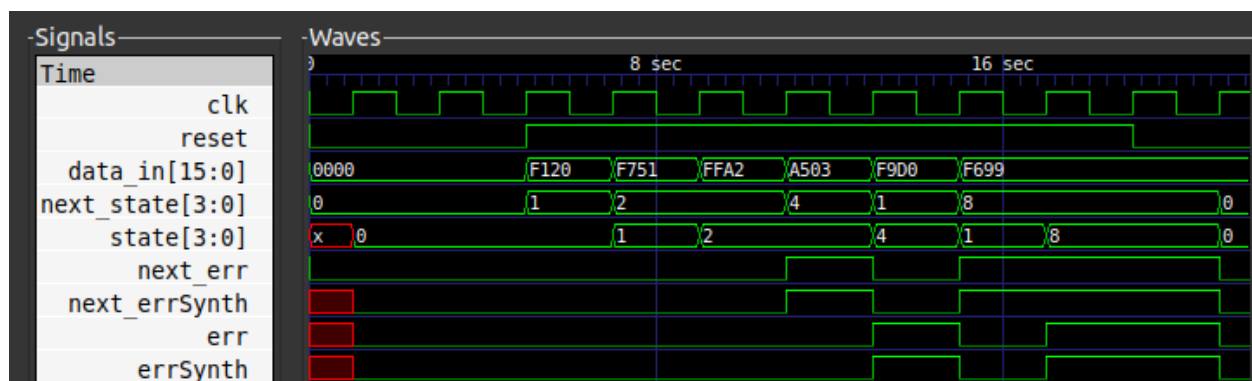 Signals Waves
Time 0 8 sec 16 sec
clk
reset
data_in[15:0] 0000 F120 F751 FFA2 A503 F9D0 F699
next_state[3:0] 0 1 2 4 1 8 0
state[3:0] x 0 1 2 4 1 8 0
next_err
next_errSynth
err
errSynth